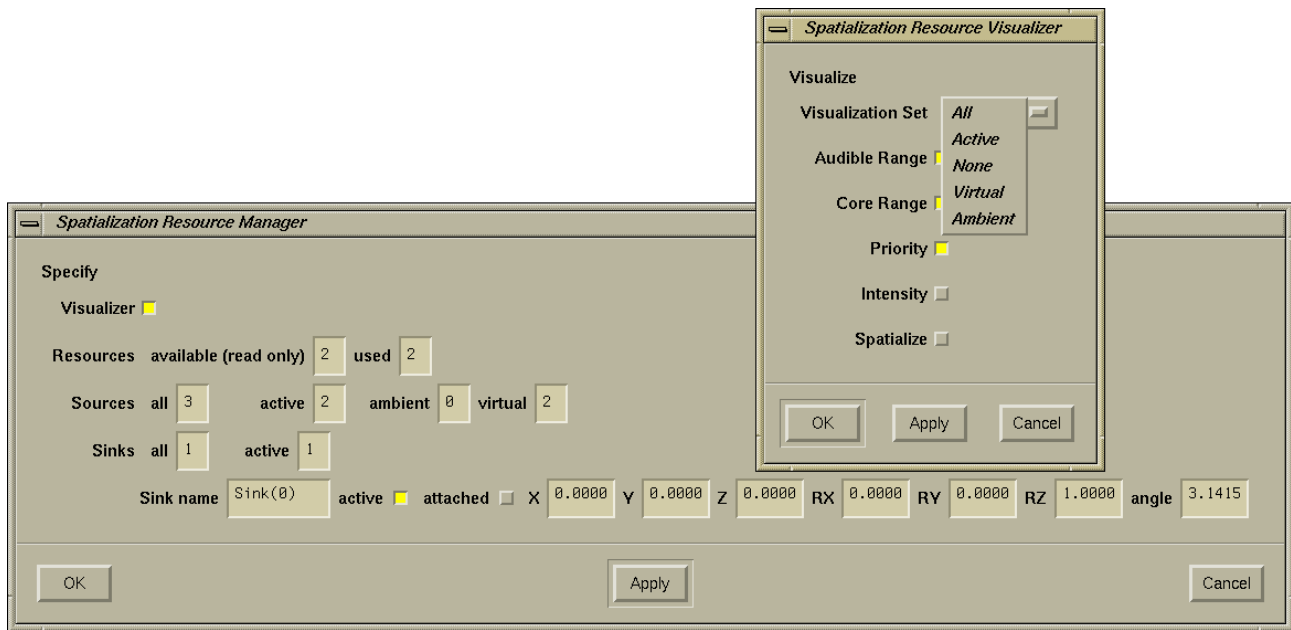 Spatialization Resource Visualizer
Visualize
Visualization Set All
Active
Audible Range
None
Virtual
Core Range
Ambient
Priority
Intensity
Spatialize
OK Apply Cancel
Spatialization Resource Manager
Specify
Visualizer
Resources available (read only) 2 used 2
Sources all 3 active 2 ambient 0 virtual 2
Sinks all 1 active 1
Sink name Sink(0) active attached X 0.0000 Y 0.0000 Z 0.0000 RX 0.0000 RY 0.0000 RZ 1.0000 angle 3.1415
OK Apply Cancel